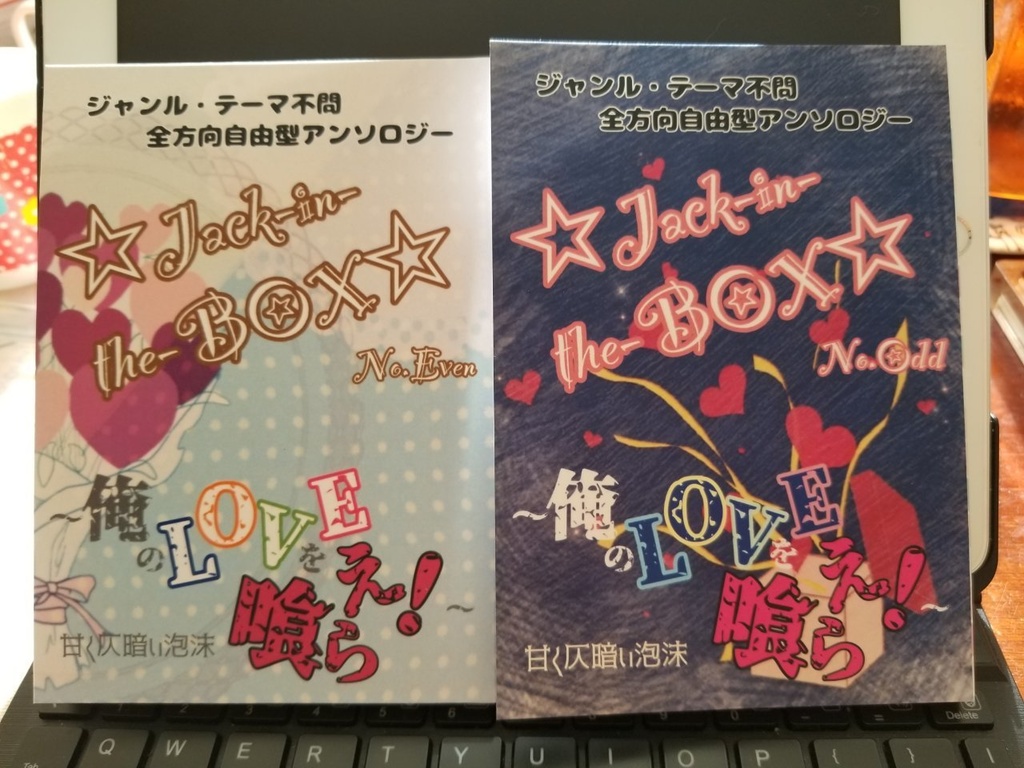 ジャンル・テーマ不問
全方向自由型アンソロジー
☆Jack-in-
the-BOX☆
No.Even
~俺
のLOVEを
喰らえ!~
甘く仄暗い泡沫
ジャンル・テーマ不問
全方向自由型アンソロジー
☆Jack-in-
the-BOX☆
No.Odd
~俺
のLOVEを
喰らえ!~
甘く仄暗い泡沫
Delete
Tab
Q W E R T Y U I O P { } |